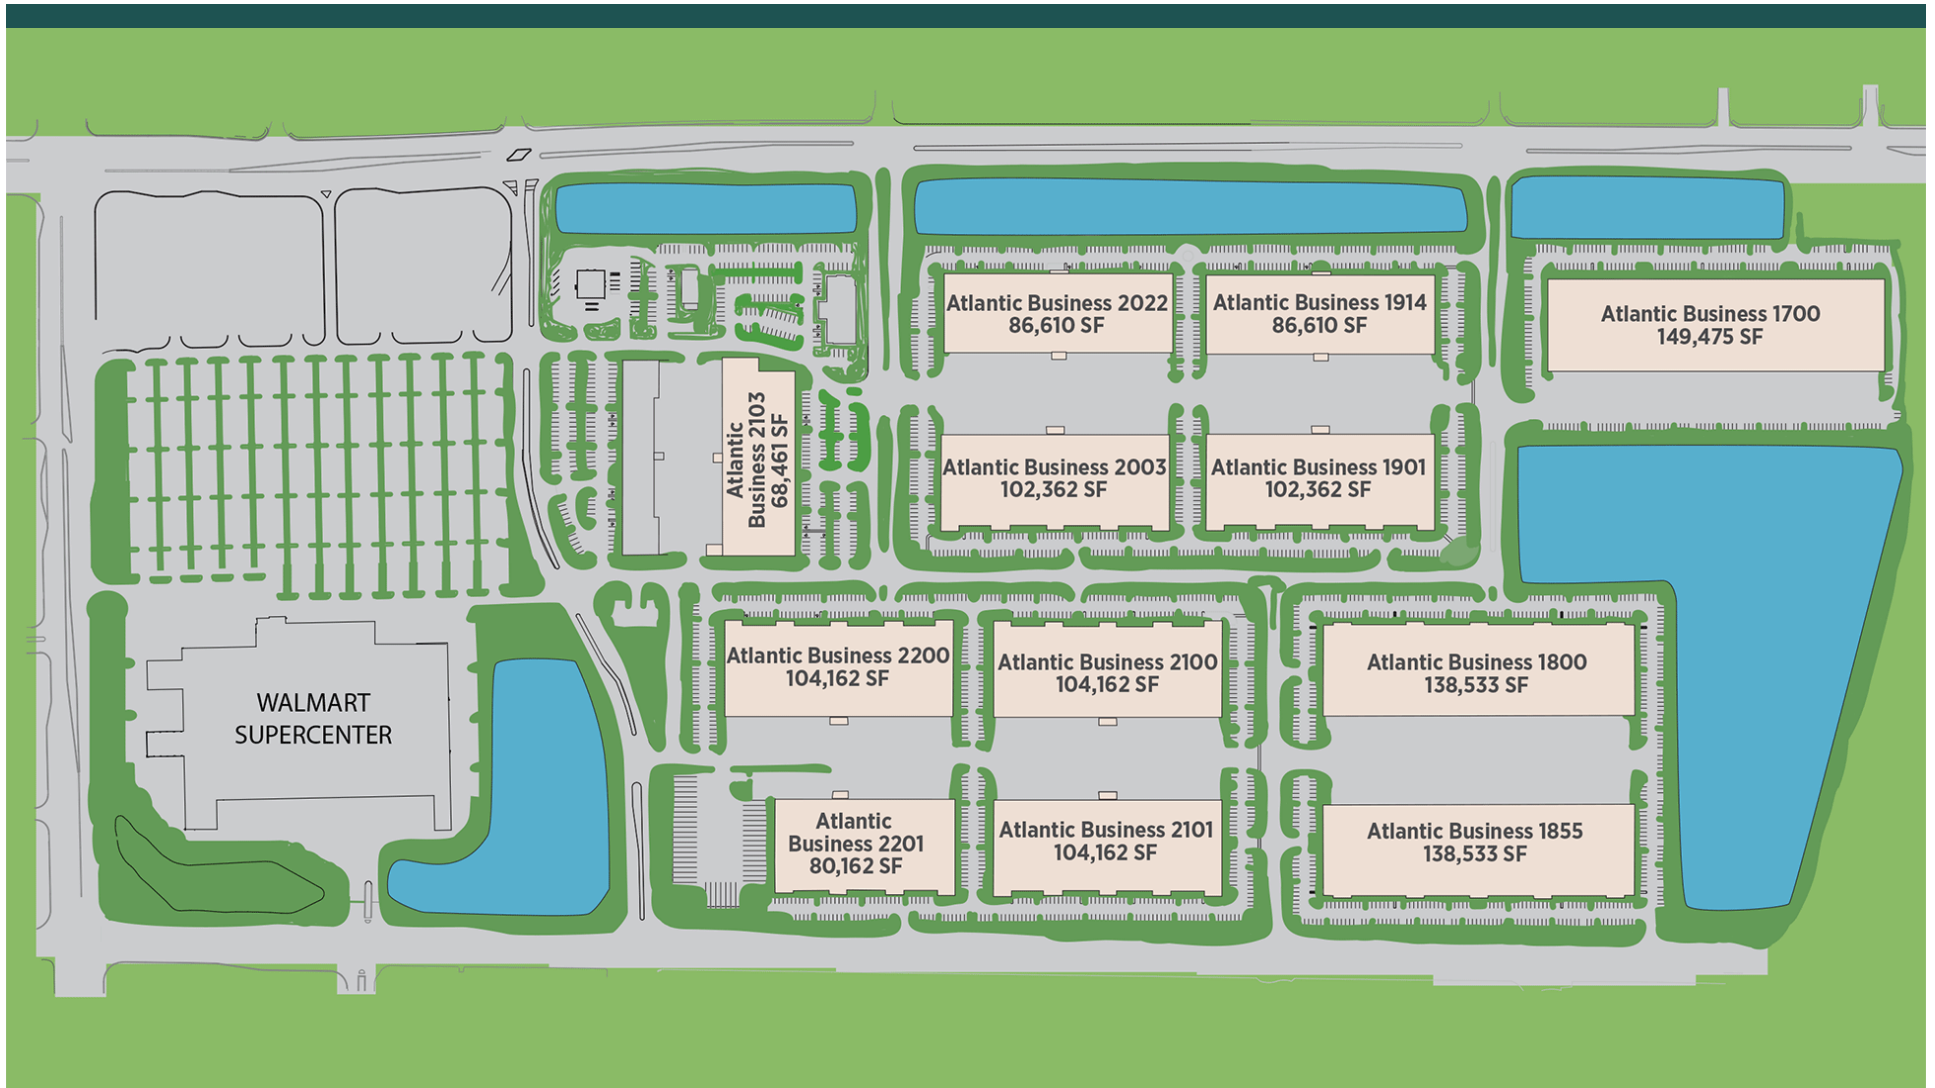 Atlantic Business 2022
86,610 SF
Atlantic Business 1914
86,610 SF
Atlantic Business 1700
149,475 SF
Atlantic
Business 2103
68,461 SF
Atlantic Business 2003
102,362 SF
Atlantic Business 1901
102,362 SF
WALMART
SUPERCENTER
Atlantic Business 2200
104,162 SF
Atlantic Business 2100
104,162 SF
Atlantic Business 1800
138,533 SF
Atlantic
Business 2201
80,162 SF
Atlantic Business 2101
104,162 SF
Atlantic Business 1855
138,533 SF